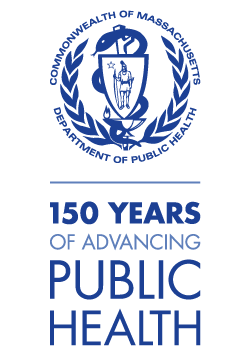 COMMONWEALTH OF MASSACHUSETTS
DEPARTMENT OF PUBLIC HEALTH
150 YEARS
OF ADVANCING
PUBLIC
HEALTH